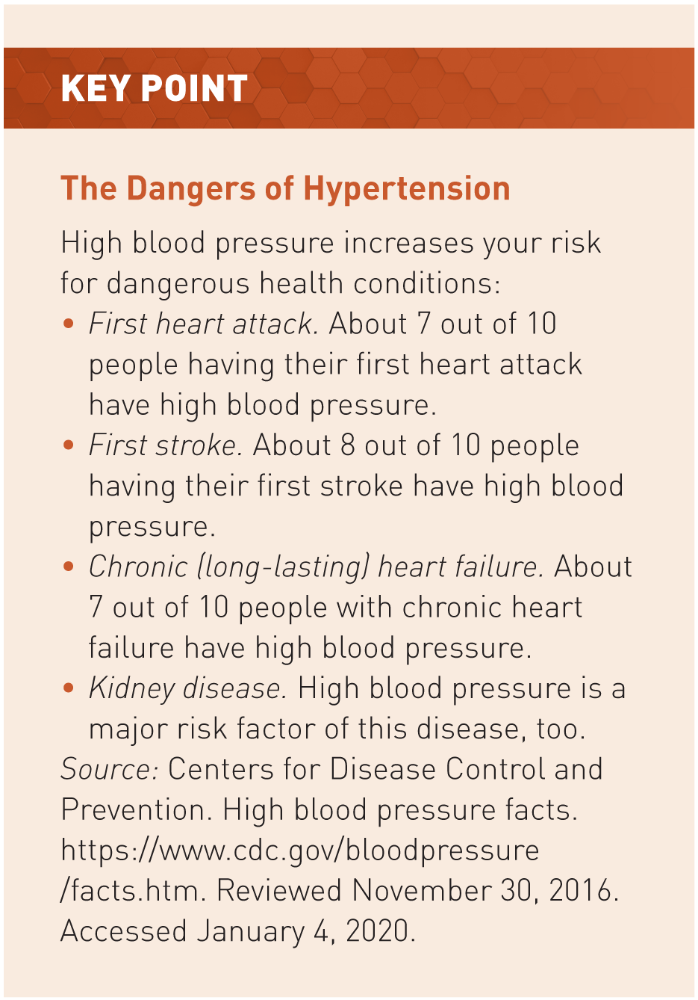 KEY POINT
The Dangers of Hypertension
High blood pressure increases your risk
for dangerous health conditions:
• First heart attack. About 7 out of 10
people having their first heart attack
have high blood pressure.
• First stroke. About 8 out of 10 people
having their first stroke have high blood
pressure.
• Chronic (long-lasting) heart failure. About
7 out of 10 people with chronic heart
failure have high blood pressure.
• Kidney disease. High blood pressure is a
major risk factor of this disease, too.
Source: Centers for Disease Control and
Prevention. High blood pressure facts.
https://www.cdc.gov/bloodpressure
/facts.htm. Reviewed November 30, 2016.
Accessed January 4, 2020.